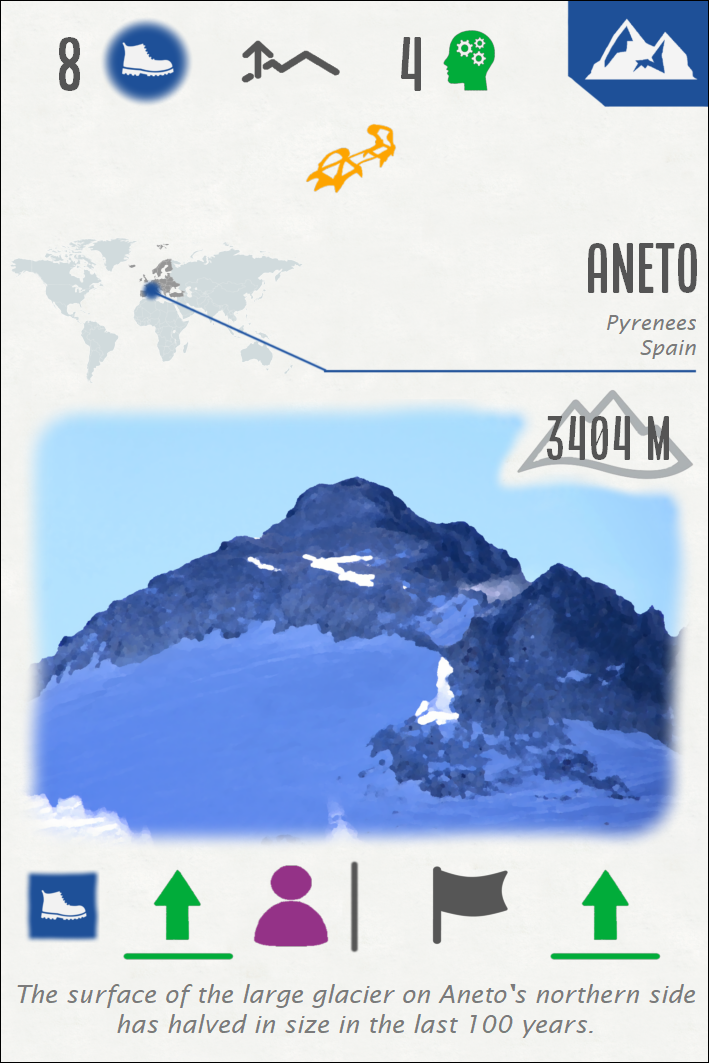 8
4
ANETO
Pyrenees
Spain
3404 M
The surface of the large glacier on Aneto's northern side
has halved in size in the last 100 years.